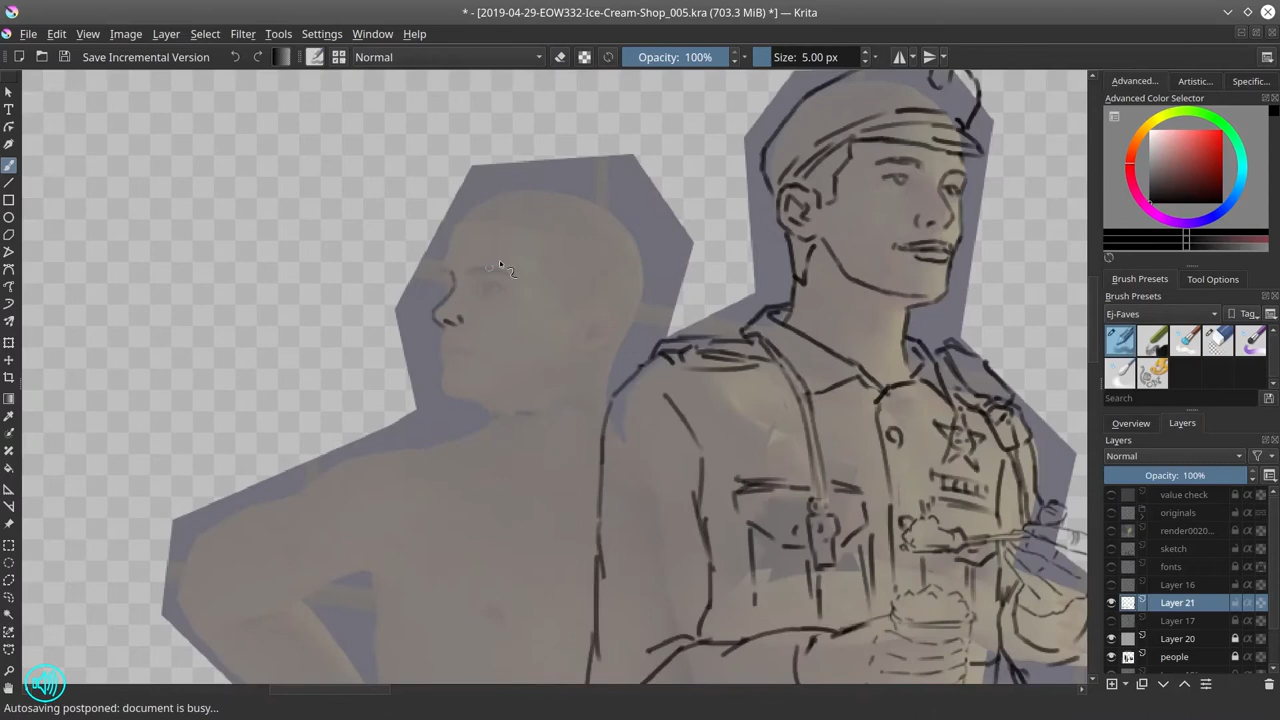 * - [2019-04-29-EOW332-Ice-Cream-Shop_005.kra (703.3 MiB) *] — Krita
File Edit View Image Layer Select Filter Tools Settings Window Help
Save Incremental Version Normal Opacity: 100% Size: 5.00 px
Advanced... Artistic... Specific...
Advanced Color Selector
Brush Presets Tool Options
Brush Presets
Ej-Faves Tag
Search
Overview Layers
Layers
Normal
Opacity: 100%
value check
originals
render0020...
sketch
fonts
Layer 16
Layer 21
Layer 17
Layer 20
people
Autosaving postponed: document is busy...